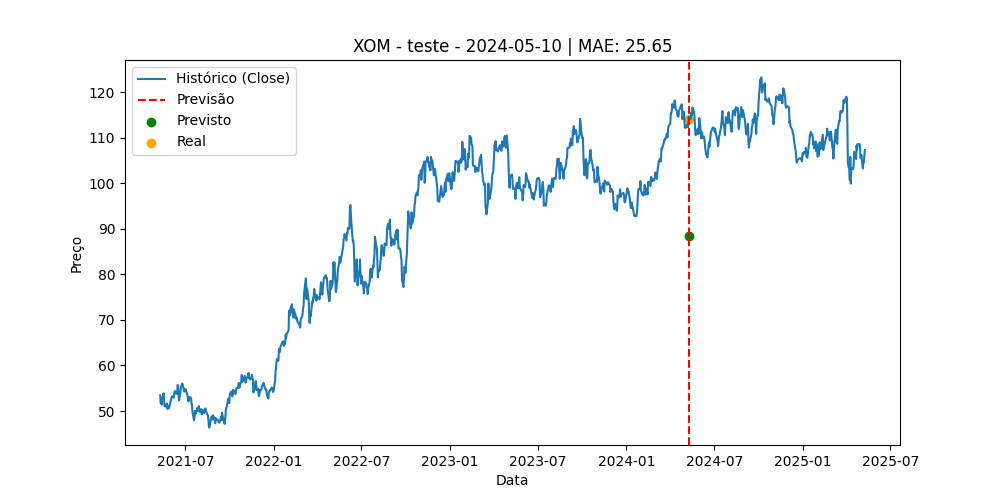 XOM - teste - 2024-05-10 | MAE: 25.65
Histórico (Close)
Previsão
Previsto
Real
Preço
120
110
100
90
80
70
60
50
2021-07
2022-01
2022-07
2023-01
2023-07
2024-01
2024-07
2025-01
2025-07
Data